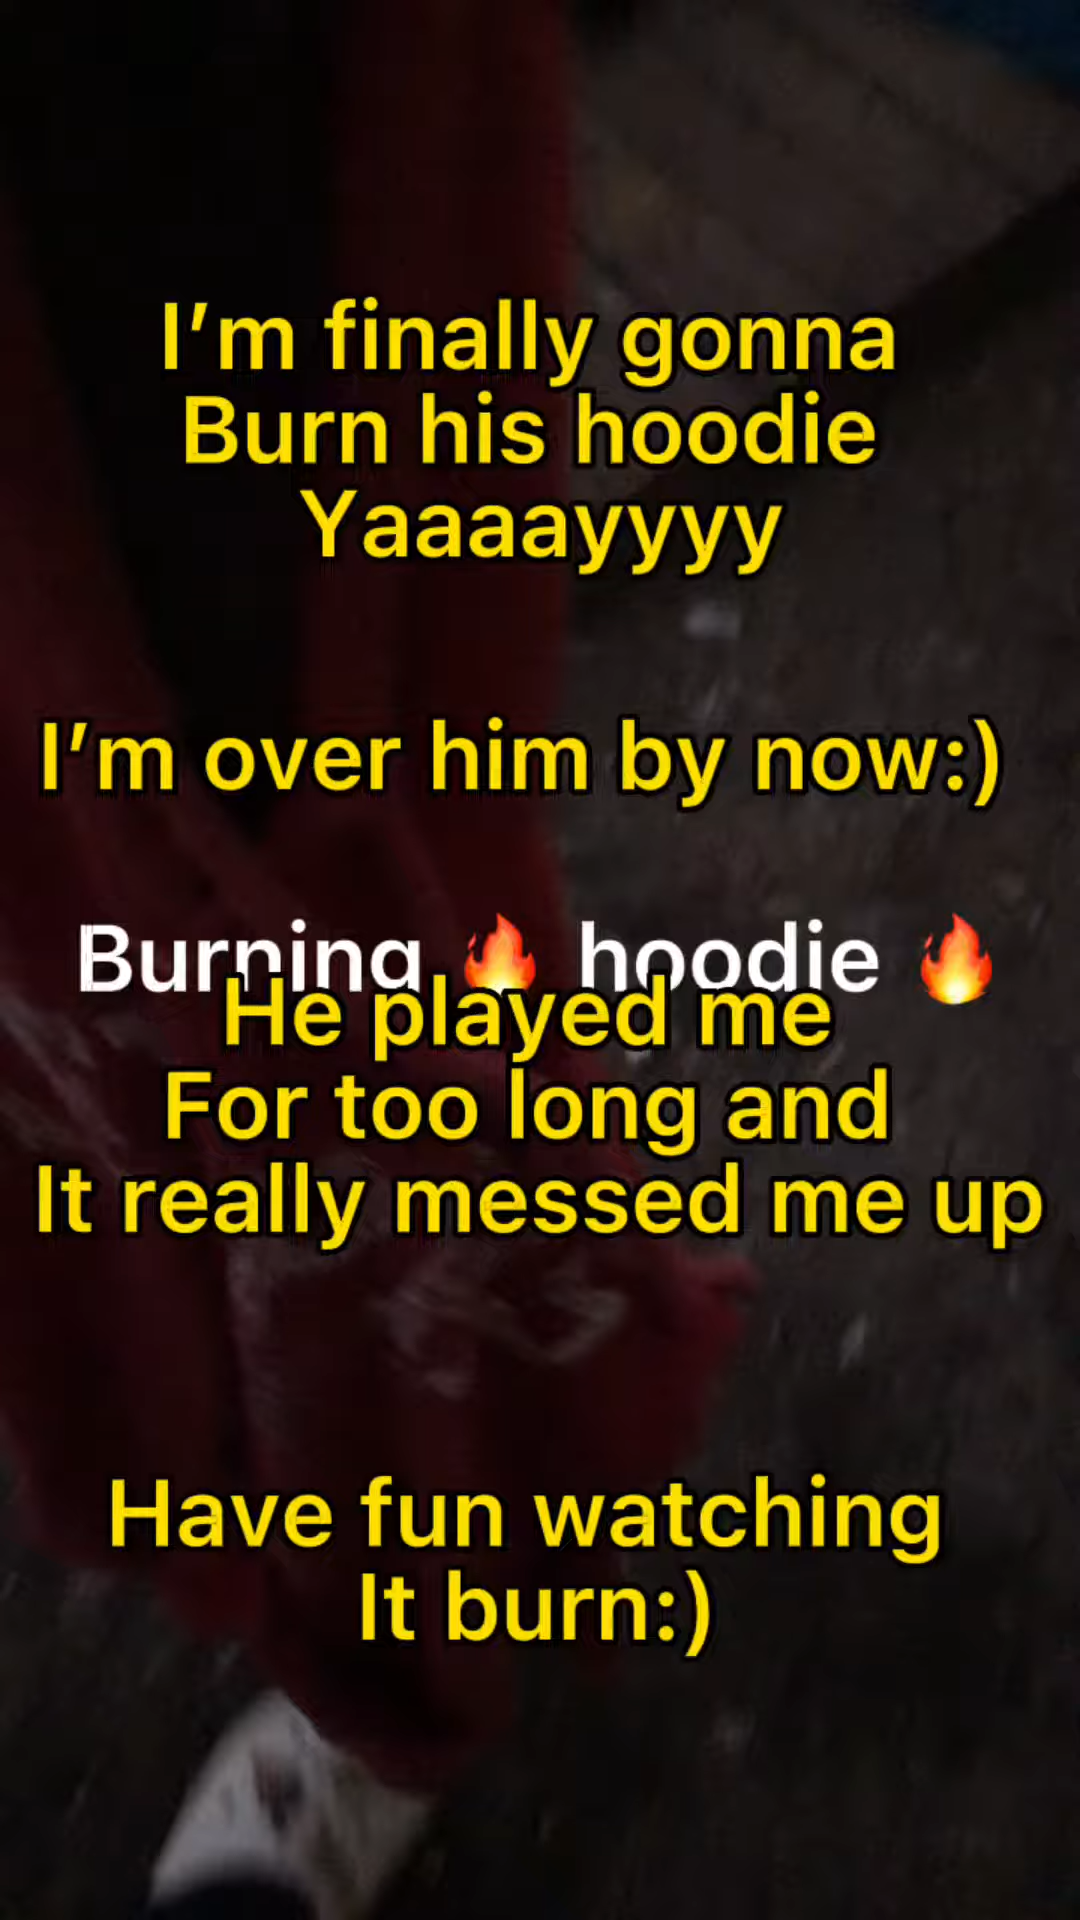 I’m finally gonna
Burn his hoodie
Yaaaayyyy
I’m over him by now:)
Burning 🔥 hoodie 🔥
He played me
For too long and
It really messed me up
Have fun watching
It burn:)